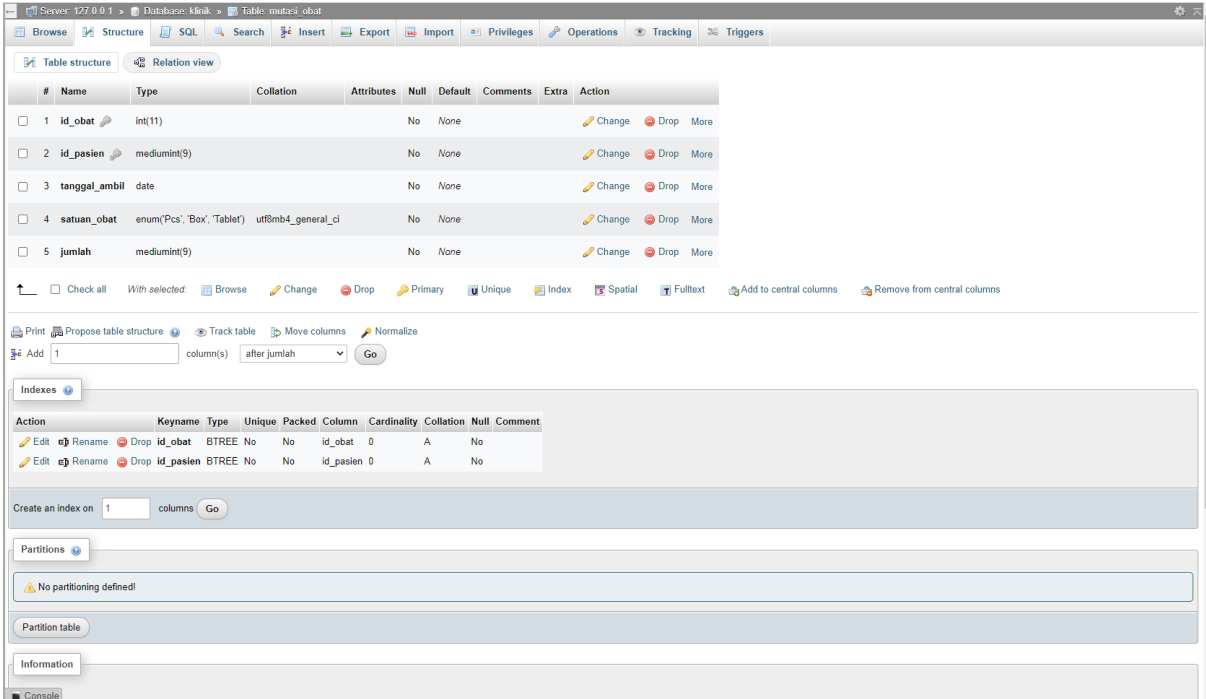 Server: 127.0.0.1 » Database: klinik » Table: mutasi_obat
Browse Structure SQL Search Insert Export Import Privileges Operations Tracking Triggers
Table structure Relation view
# Name Type Collation Attributes Null Default Comments Extra Action
1 id_obat int(11) No None Change Drop More
2 id_pasien mediumint(9) No None Change Drop More
3 tanggal_ambil date No None Change Drop More
4 satuan_obat enum('Pcs', 'Box', 'Tablet') utf8mb4_general_ci No None Change Drop More
5 jumlah mediumint(9) No None Change Drop More
Check all With selected: Browse Change Drop Primary Unique Index Spatial Fulltext Add to central columns Remove from central columns
Print Propose table structure Track table Move columns Normalize
Add 1 column(s) after jumlah Go
Indexes
Action Keyname Type Unique Packed Column Cardinality Collation Null Comment
Edit Rename Drop id_obat BTREE No No id_obat 0 A No
Edit Rename Drop id_pasien BTREE No No id_pasien 0 A No
Create an index on 1 columns Go
Partitions
No partitioning defined!
Partition table
Information
Console